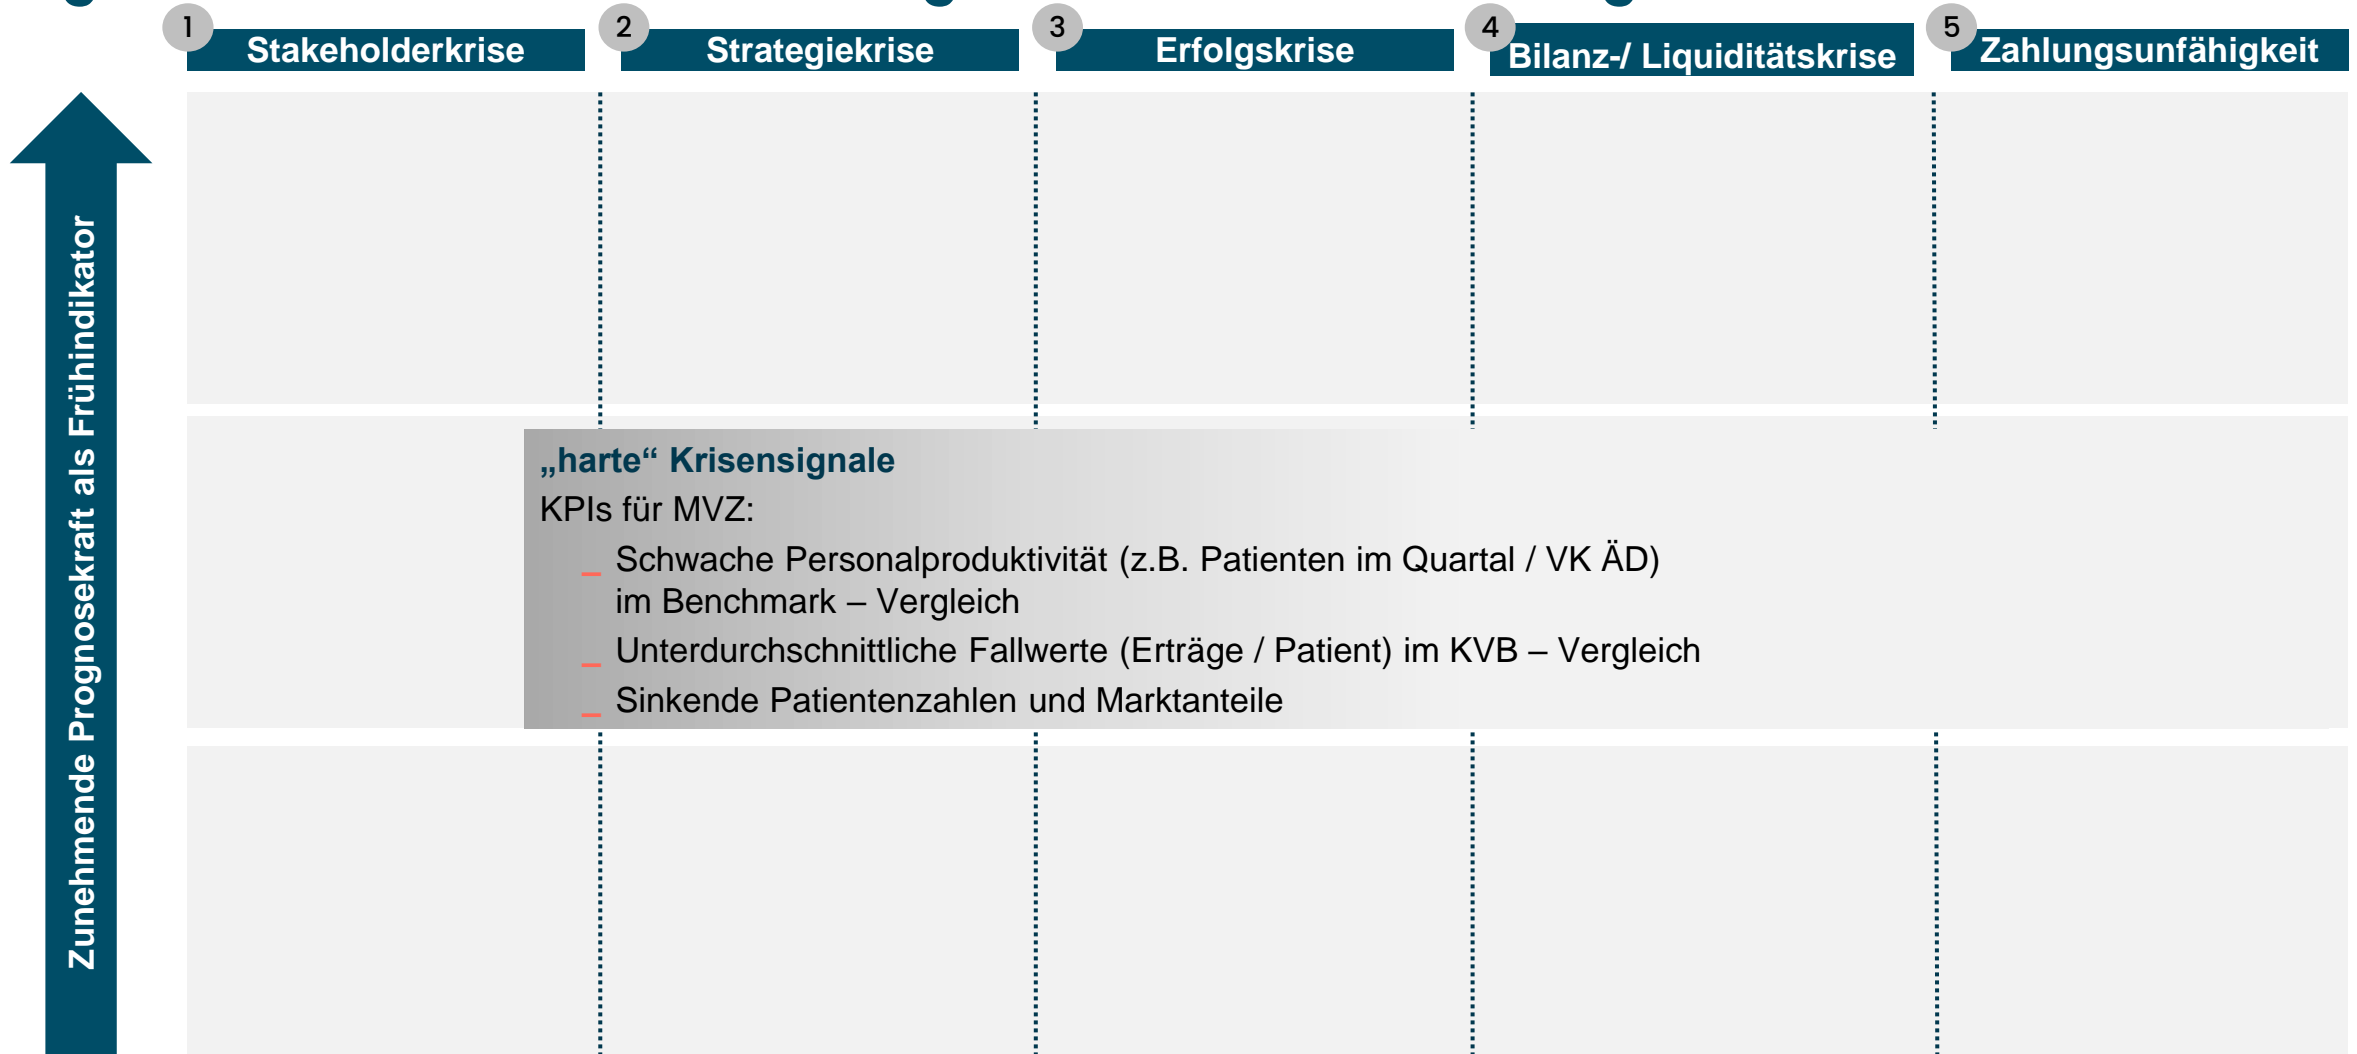 1
Stakeholderkrise
2
Strategiekrise
3
Erfolgskrise
4
Bilanz-/ Liquiditätskrise
5
Zahlungsunfähigkeit
Zunehmende Prognosekraft als Frühindikator
„harte“ Krisensignale
KPIs für MVZ:
_ Schwache Personalproduktivität (z.B. Patienten im Quartal / VK ÄD)
im Benchmark – Vergleich
_ Unterdurchschnittliche Fallwerte (Erträge / Patient) im KVB – Vergleich
_ Sinkende Patientenzahlen und Marktanteile